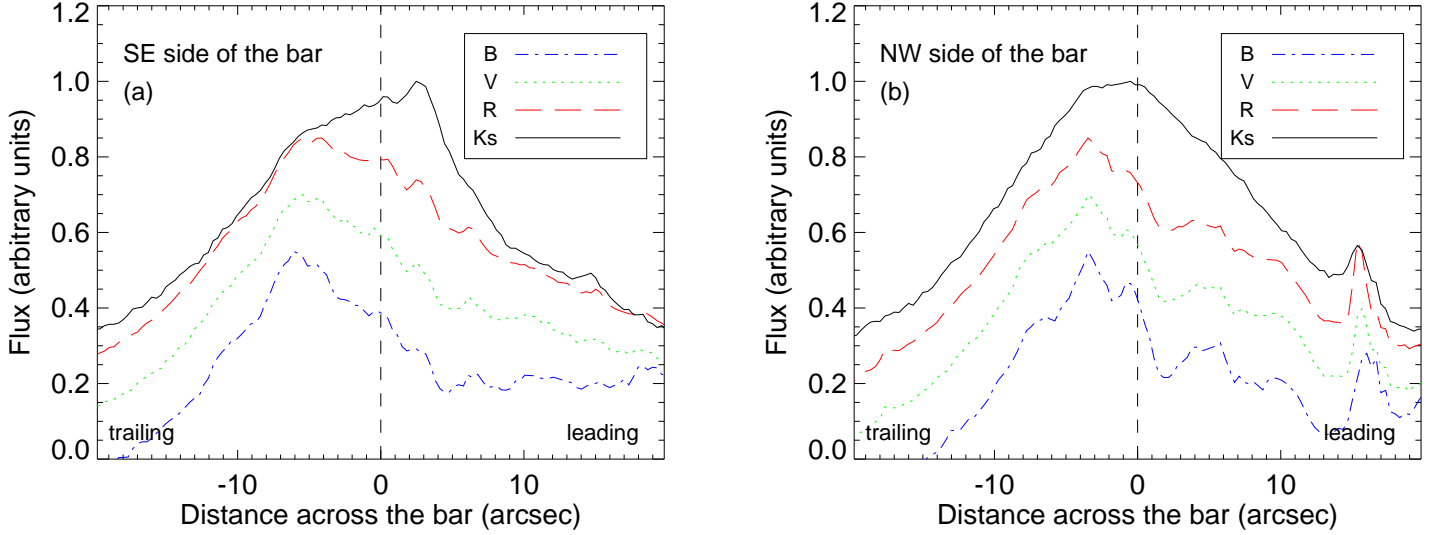 SE side of the bar
(a)
B
V
R
Ks
1.2
1.0
0.8
0.6
0.4
0.2
0.0
Flux (arbitrary units)
trailing
leading
-10
0
10
Distance across the bar (arcsec)
NW side of the bar
(b)
B
V
R
Ks
1.2
1.0
0.8
0.6
0.4
0.2
0.0
Flux (arbitrary units)
trailing
leading
-10
0
10
Distance across the bar (arcsec)